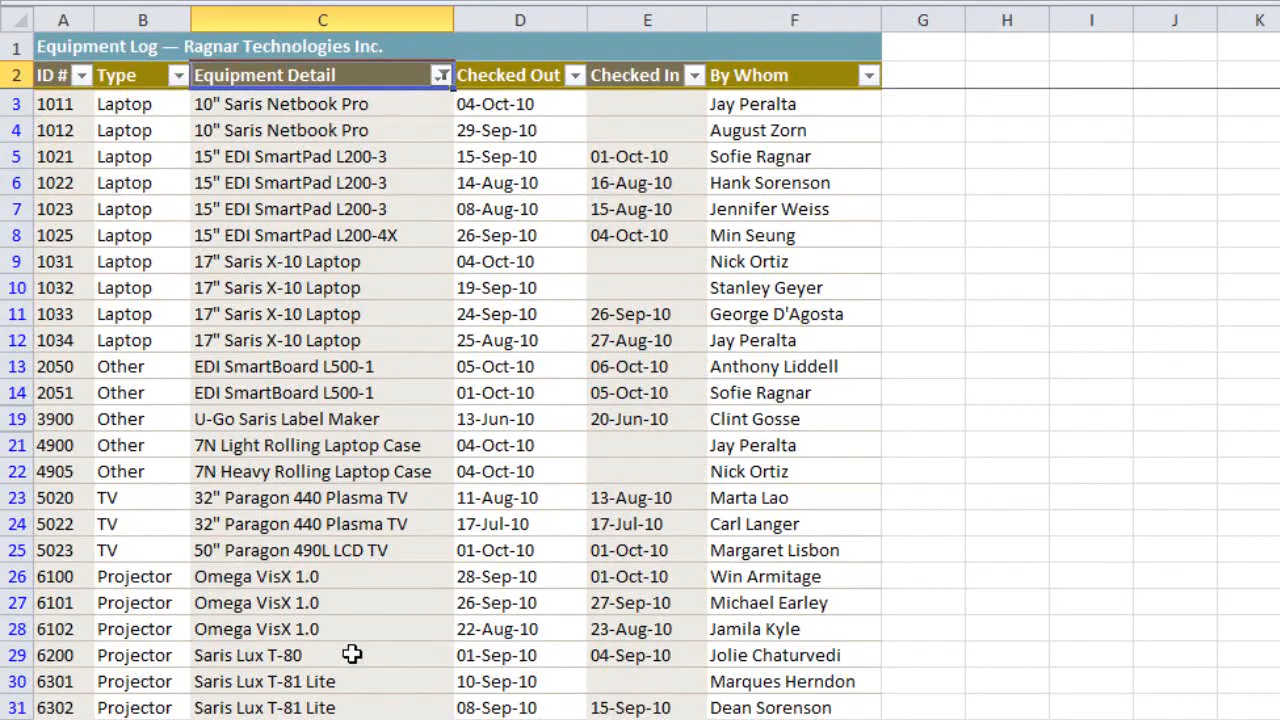 A B C D E F G H I J K
1 Equipment Log — Ragnar Technologies Inc.
2 ID # Type Equipment Detail Checked Out Checked In By Whom
3 1011 Laptop 10" Saris Netbook Pro 04-Oct-10 Jay Peralta
4 1012 Laptop 10" Saris Netbook Pro 29-Sep-10 August Zorn
5 1021 Laptop 15" EDI SmartPad L200-3 15-Sep-10 01-Oct-10 Sofie Ragnar
6 1022 Laptop 15" EDI SmartPad L200-3 14-Aug-10 16-Aug-10 Hank Sorenson
7 1023 Laptop 15" EDI SmartPad L200-3 08-Aug-10 15-Aug-10 Jennifer Weiss
8 1025 Laptop 15" EDI SmartPad L200-4X 26-Sep-10 04-Oct-10 Min Seung
9 1031 Laptop 17" Saris X-10 Laptop 04-Oct-10 Nick Ortiz
10 1032 Laptop 17" Saris X-10 Laptop 19-Sep-10 Stanley Geyer
11 1033 Laptop 17" Saris X-10 Laptop 24-Sep-10 26-Sep-10 George D'Agosta
12 1034 Laptop 17" Saris X-10 Laptop 25-Aug-10 27-Aug-10 Jay Peralta
13 2050 Other EDI SmartBoard L500-1 05-Oct-10 06-Oct-10 Anthony Liddell
14 2051 Other EDI SmartBoard L500-1 01-Oct-10 05-Oct-10 Sofie Ragnar
19 3900 Other U-Go Saris Label Maker 13-Jun-10 20-Jun-10 Clint Gosse
21 4900 Other 7N Light Rolling Laptop Case 04-Oct-10 Jay Peralta
22 4905 Other 7N Heavy Rolling Laptop Case 04-Oct-10 Nick Ortiz
23 5020 TV 32" Paragon 440 Plasma TV 11-Aug-10 13-Aug-10 Marta Lao
24 5022 TV 32" Paragon 440 Plasma TV 17-Jul-10 17-Jul-10 Carl Langer
25 5023 TV 50" Paragon 490L LCD TV 01-Oct-10 01-Oct-10 Margaret Lisbon
26 6100 Projector Omega VisX 1.0 28-Sep-10 01-Oct-10 Win Armitage
27 6101 Projector Omega VisX 1.0 26-Sep-10 27-Sep-10 Michael Earley
28 6102 Projector Omega VisX 1.0 22-Aug-10 23-Aug-10 Jamila Kyle
29 6200 Projector Saris Lux T-80 01-Sep-10 04-Sep-10 Jolie Chaturvedi
30 6301 Projector Saris Lux T-81 Lite 10-Sep-10 Marques Herndon
31 6302 Projector Saris Lux T-81 Lite 08-Sep-10 15-Sep-10 Dean Sorenson